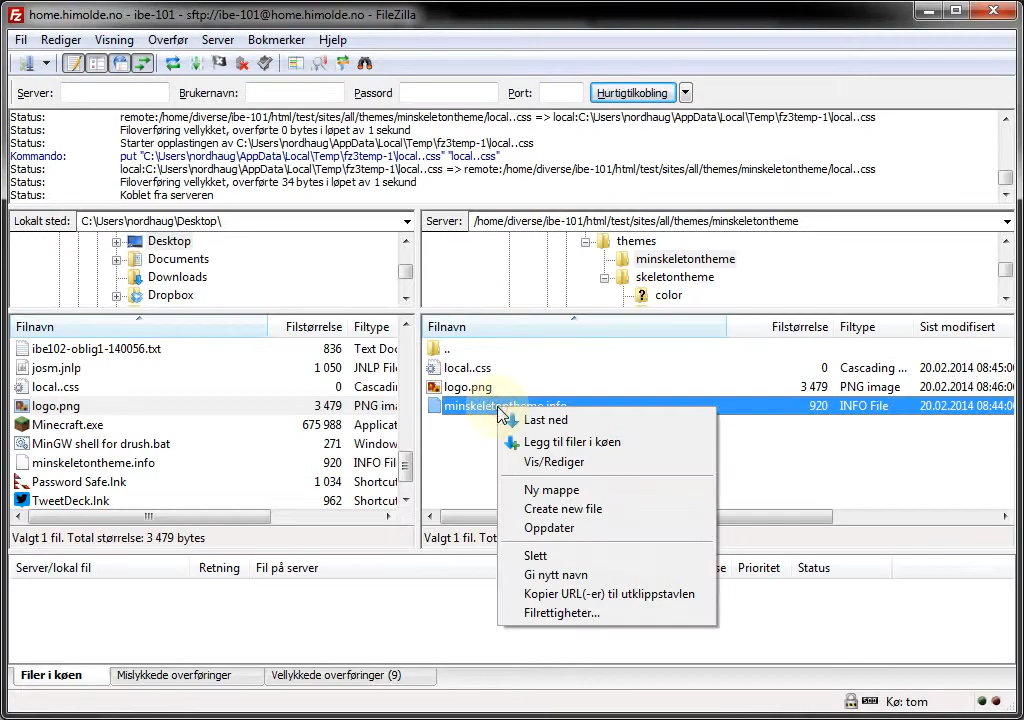 home.himolde.no - ibe-101 - sftp://ibe-101@home.himolde.no - FileZilla
Fil Rediger Visning Overfør Server Bokmerker Hjelp
Server: Brukernavn: Passord Port: Hurtigtilkobling
Status: remote:/home/diverse/ibe-101/html/test/sites/all/themes/minskeletontheme/local..css => local:C:\Users\nordhaug\AppData\Local\Temp\fz3temp-1\local..css
Status: Filoverføring vellykket, overførte 0 bytes i løpet av 1 sekund
Status: Starter opplastingen av C:\Users\nordhaug\AppData\Local\Temp\fz3temp-1\local..css
Kommando: put "C:\Users\nordhaug\AppData\Local\Temp\fz3temp-1\local..css" "local..css"
Status: local:C:\Users\nordhaug\AppData\Local\Temp\fz3temp-1\local..css => remote:/home/diverse/ibe-101/html/test/sites/all/themes/minskeletontheme/local..css
Status: Filoverføring vellykket, overførte 34 bytes i løpet av 1 sekund
Status: Koblet fra serveren
Lokalt sted: C:\Users\nordhaug\Desktop\
Desktop
Documents
Downloads
Dropbox
Server: /home/diverse/ibe-101/html/test/sites/all/themes/minskeletontheme
themes
minskeletontheme
skeletontheme
color
Filnavn Filstørrelse Filtype
ibe102-oblig1-140056.txt 836 Text Do
josm.jnlp 1 050 JNLP Fil
local..css 0 Cascadi
logo.png 3 479 PNG ima
Minecraft.exe 675 988 Applicat
MinGW shell for drush.bat 271 Window
minskeletontheme.info 920 INFO Fil
Password Safe.lnk 1 034 Shortcut
TweetDeck.lnk 962 Shortcut
Valgt 1 fil. Total størrelse: 3 479 bytes
Filnavn Filstørrelse Filtype Sist modifisert
..
local..css 0 Cascading ... 20.02.2014 08:45:0
logo.png 3 479 PNG image 20.02.2014 08:46:0
minskeletontheme.info 920 INFO File 20.02.2014 08:44:0
Valgt 1 fil. Tot
Last ned
Legg til filer i køen
Vis/Rediger
Ny mappe
Create new file
Oppdater
Slett
Gi nytt navn
Kopier URL(-er) til utklippstavlen
Filrettigheter...
Server/lokal fil Retning Fil på server se Prioritet Status
Filer i køen Mislykkede overføringer Vellykkede overføringer (9)
Kø: tom